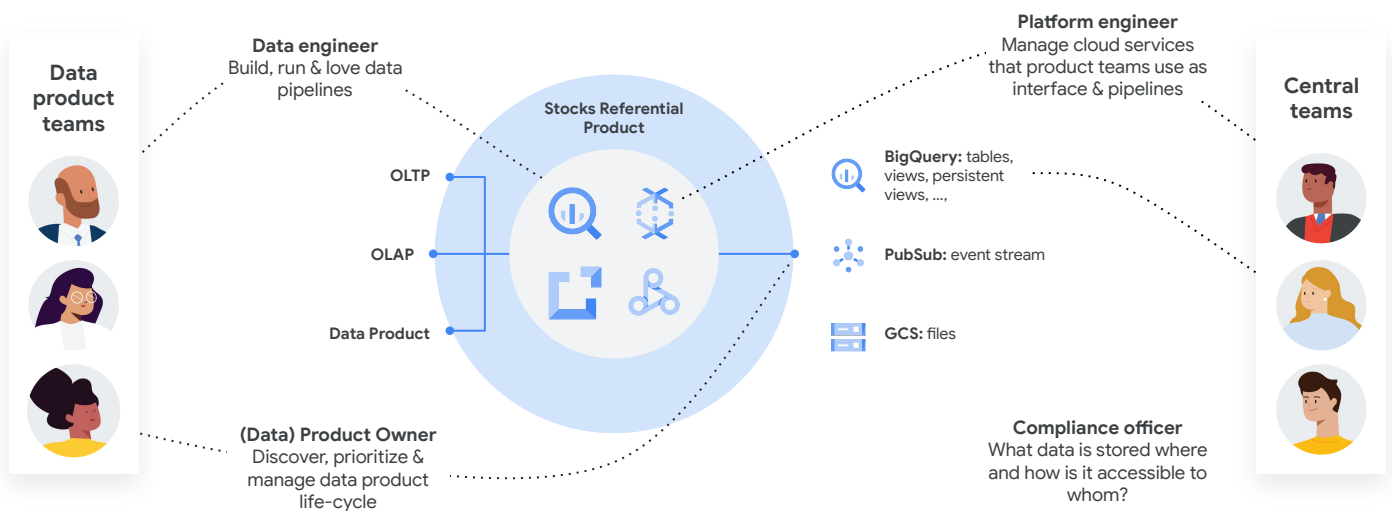 Data
product
teams
Data engineer
Build, run & love data
pipelines
Stocks Referential
Product
OLTP
OLAP
Data Product
(Data) Product Owner
Discover, prioritize &
manage data product
life-cycle
Platform engineer
Manage cloud services
that product teams use as
interface & pipelines
BigQuery: tables,
views, persistent
views, ...,
PubSub: event stream
GCS: files
Compliance officer
What data is stored where
and how is it accessible to
whom?
Central
teams